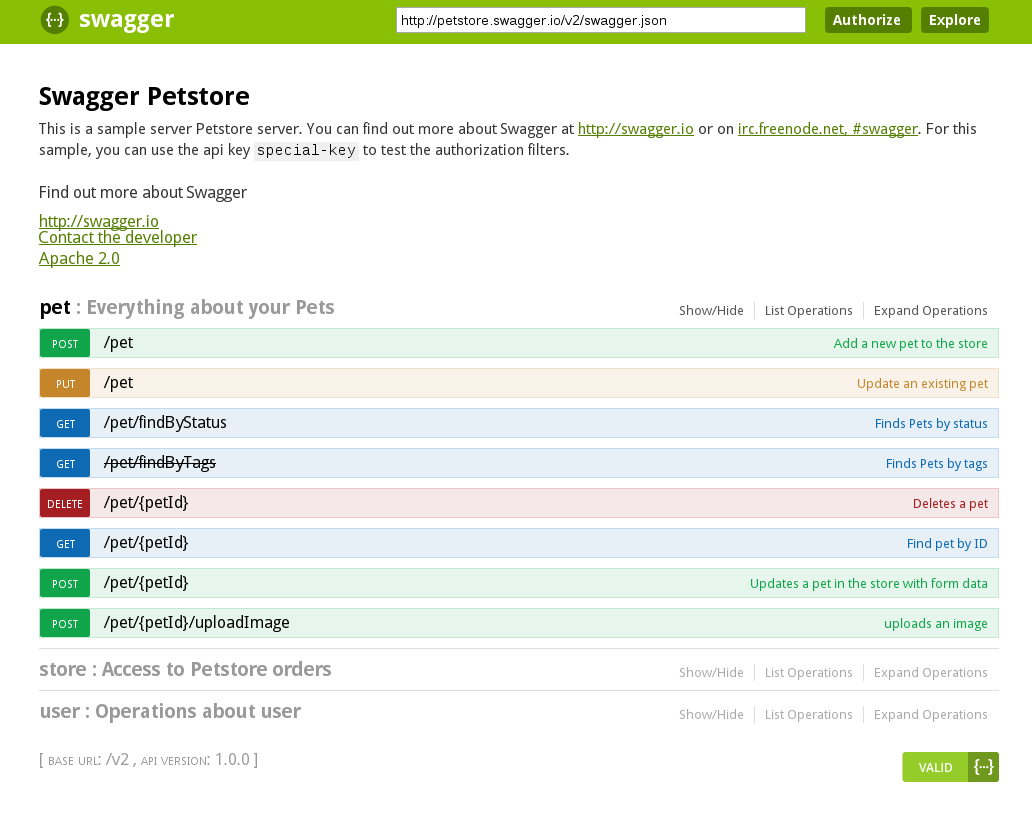 {···} swagger http://petstore.swagger.io/v2/swagger.json Authorize Explore
Swagger Petstore
This is a sample server Petstore server. You can find out more about Swagger at http://swagger.io or on irc.freenode.net, #swagger. For this
sample, you can use the api key special-key to test the authorization filters.
Find out more about Swagger
http://swagger.io
Contact the developer
Apache 2.0
pet : Everything about your Pets Show/Hide List Operations Expand Operations
POST /pet Add a new pet to the store
PUT /pet Update an existing pet
GET /pet/findByStatus Finds Pets by status
GET /pet/findByTags Finds Pets by tags
DELETE /pet/{petId} Deletes a pet
GET /pet/{petId} Find pet by ID
POST /pet/{petId} Updates a pet in the store with form data
POST /pet/{petId}/uploadImage uploads an image
store : Access to Petstore orders Show/Hide List Operations Expand Operations
user : Operations about user Show/Hide List Operations Expand Operations
[ BASE URL: /v2 , API VERSION: 1.0.0 ] VALID {···}